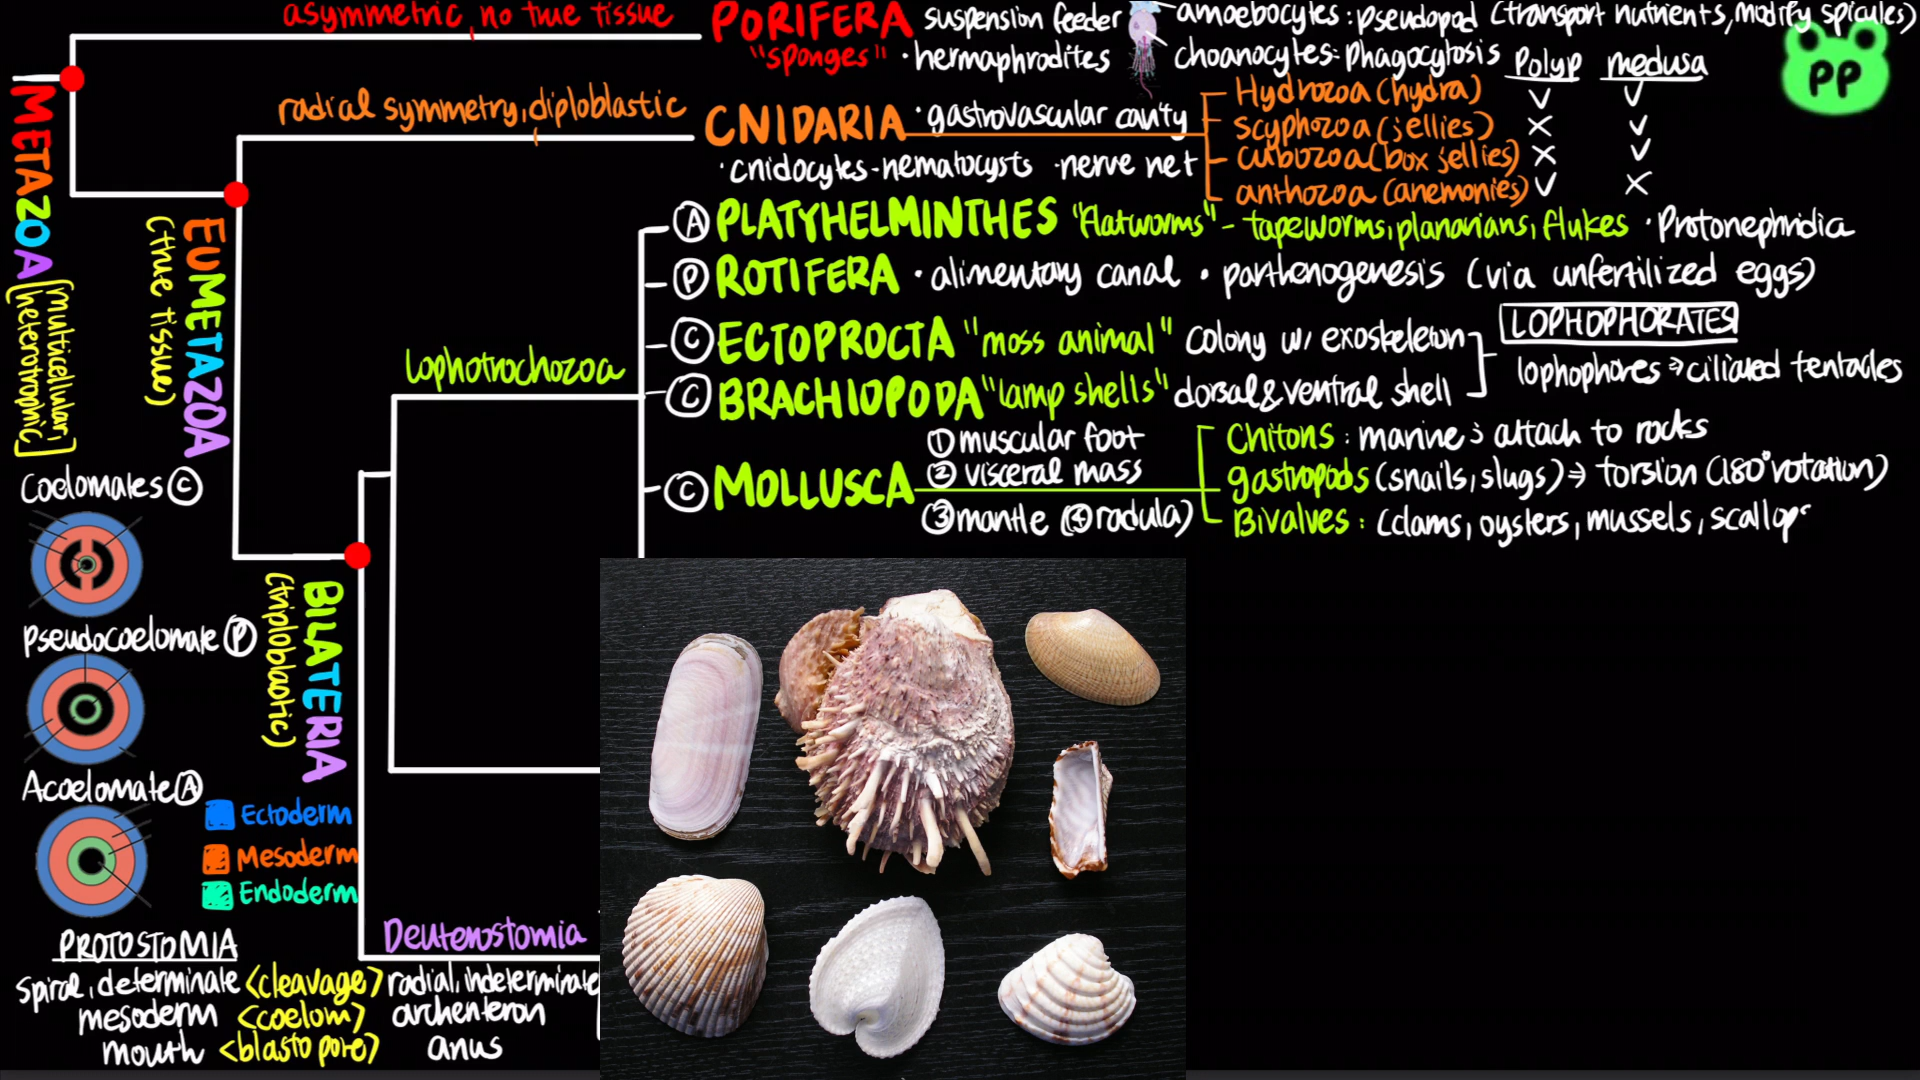 asymmetric, no true tissue
PORIFERA
"sponges"
suspension feeder
• hermaphrodites
amoebocytes: pseudopod (transport nutrients, modify spicules)
choanocytes: phagocytosis
PP
Polyp medusa
radial symmetry, diploblastic
CNIDARIA
• gastrovascular cavity
• cnidocytes - nematocysts • nerve net
Hydrozoa (hydra) ✓ ✓
scyphozoa (jellies) X ✓
cubozoa (box jellies) X ✓
anthozoa (anemonies) ✓ X
METAZOA
[multicellular, heterotrophic]
EUMETAZOA
(true tissue)
BILATERIA
(triploblaotic)
lophotrochozoa
(A) PLATYHELMINTHES "flatworms" - tapeworms, planarians, flukes • Protonephridia
(P) ROTIFERA • alimentary canal • parthenogenesis (via unfertilized eggs)
(C) ECTOPROCTA "moss animal" colony w/ exoskeleton
(C) BRACHIOPODA "lamp shells" dorsal & ventral shell
LOPHOPHORATES
lophophores → ciliated tentacles
(C) MOLLUSCA
① muscular foot
② visceral mass
③ mantle (④ radula)
Chitons: marine; attach to rocks
gastropods (snails, slugs) → torsion (180° rotation)
Bivalves: (clams, oysters, mussels, scallop
Coelomates (C)
Pseudocoelomate (P)
Acoelomate (A)
Ectoderm
Mesoderm
Endoderm
Deuterostomia
PROTOSTOMIA
spiral, determinate <cleavage> radial, indeterminate
mesoderm <coelom> archenteron
mouth <blasto pore> anus